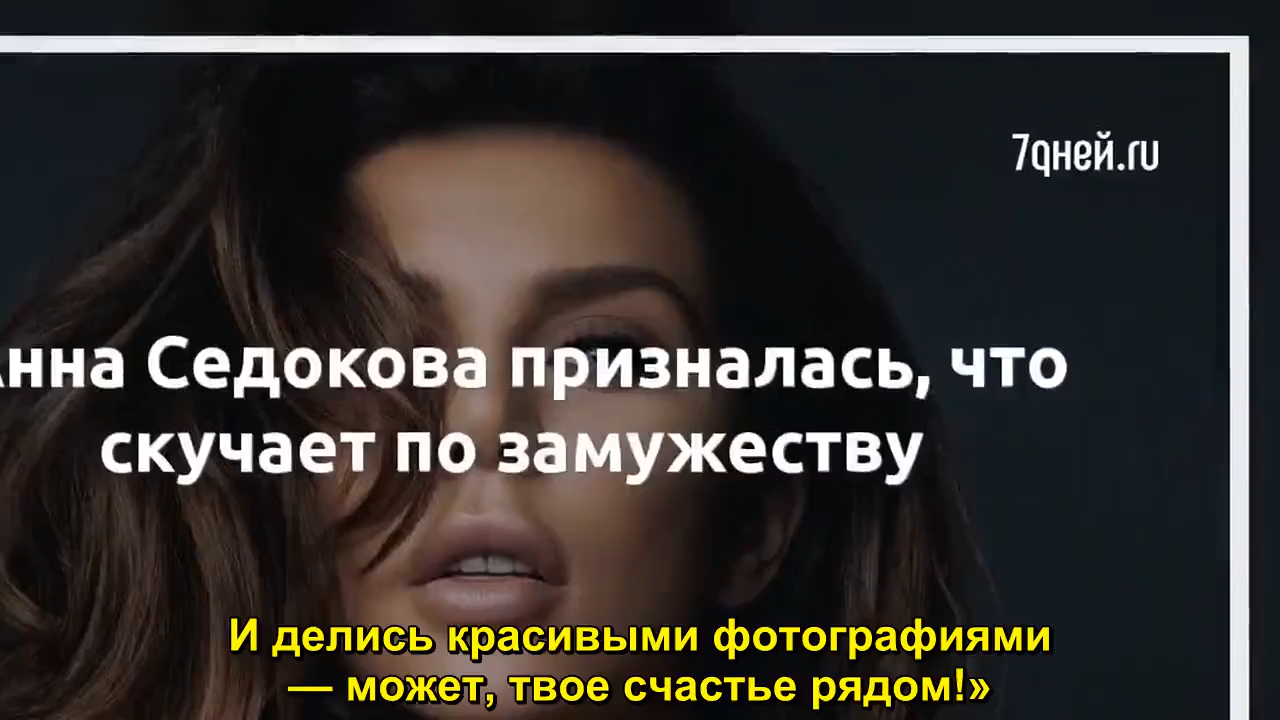 7дней.ru
нна Седокова призналась, что
скучает по замужеству
И делись красивыми фотографиями
— может, твое счастье рядом!»